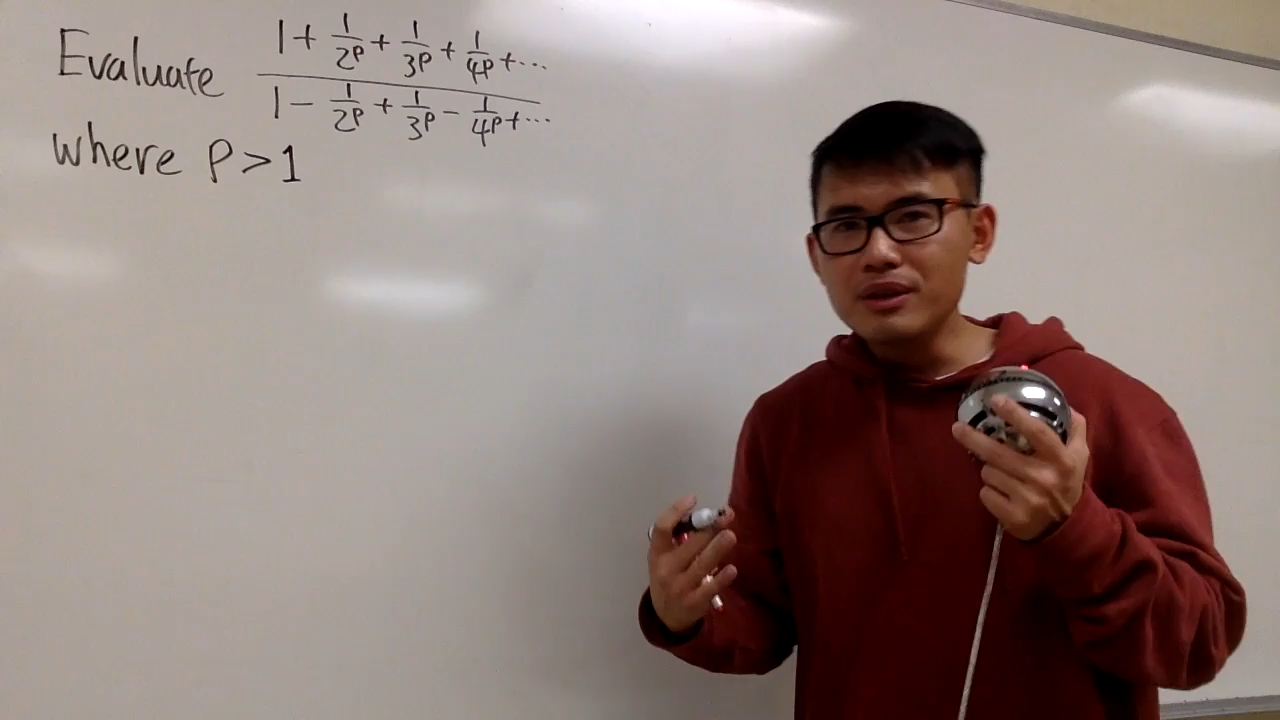 Evaluate (1 + 1/2^p + 1/3^p + 1/4^p + ...) / (1 - 1/2^p + 1/3^p - 1/4^p + ...)
where p > 1